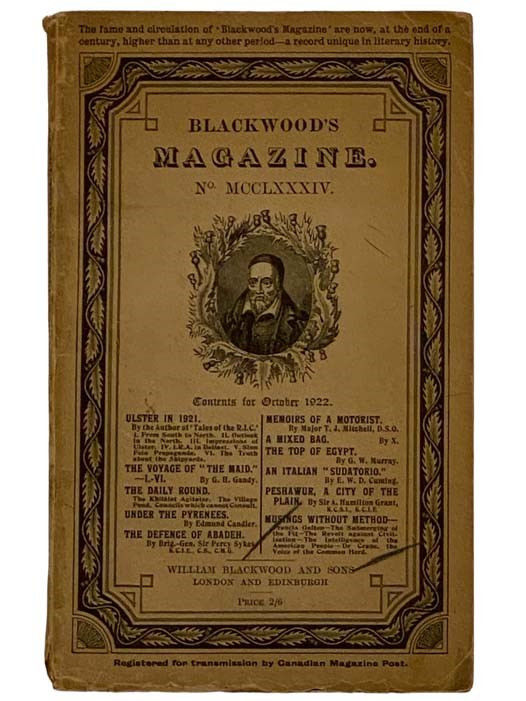 The fame and circulation of 'Blackwood's Magazine' are now, at the end of a
century, higher than at any other period—a record unique in literary history.
BLACKWOOD'S
MAGAZINE.
No. MCCLXXXIV.
Contents for October 1922.
ULSTER IN 1921.
By the Author of 'Tales of the R.I.C.'
I. From South to North. II. Outlook
in the North. III. Impressions of
Ulster. IV. I.R.A. in Belfast. V. Sinn
Fein Propaganda. VI. The Truth
about the Shipyards.
THE VOYAGE OF "THE MAID."
—I.-VI. By G. H. Gandy.
THE DAILY ROUND.
The Khilafat Agitator. The Village
Pond. Councils which cannot Consult.
UNDER THE PYRENEES.
By Edmund Candler.
THE DEFENCE OF ABADEH.
By Brig.-Gen. Sir Percy Sykes,
K.C.I.E., C.B., C.M.G.
MEMOIRS OF A MOTORIST.
By Major T. J. Mitchell, D.S.O.
A MIXED BAG. By X.
THE TOP OF EGYPT.
By G. W. Murray.
AN ITALIAN "SUDATORIO."
By E. W. D. Cuming.
PESHAWUR, A CITY OF THE
PLAIN. By Sir A. Hamilton Grant,
K.C.S.I., K.C.I.E.
MUSINGS WITHOUT METHOD—
Francis Galton—The Submerging of
the Fit—The Revolt against Civili-
sation—The Intelligence of the
American People—Dr Crane, the
Voice of the Common Herd.
WILLIAM BLACKWOOD AND SONS
LONDON AND EDINBURGH
PRICE 2/6
Registered for transmission by Canadian Magazine Post.